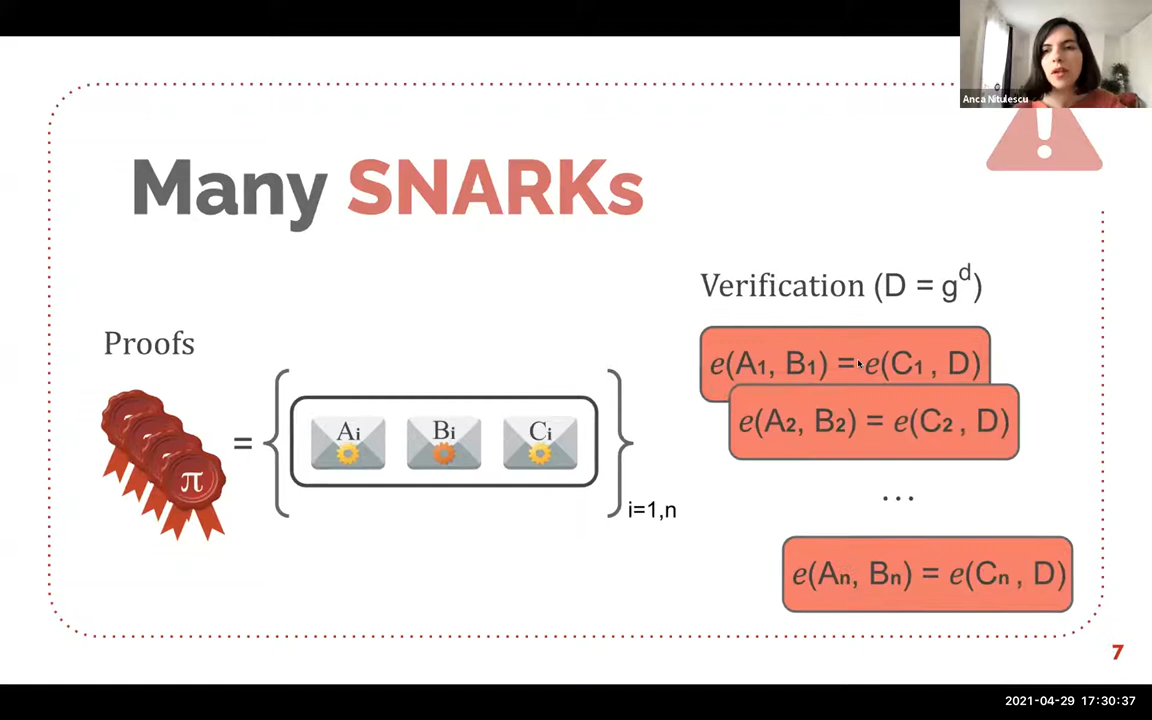 Anca Nitulescu
Many SNARKs
Verification (D = g^d)
Proofs
e(A1, B1) = e(C1 , D)
e(A2, B2) = e(C2 , D)
...
e(An, Bn) = e(Cn , D)
π = { Ai Bi Ci } i=1,n
7
2021-04-29 17:30:37